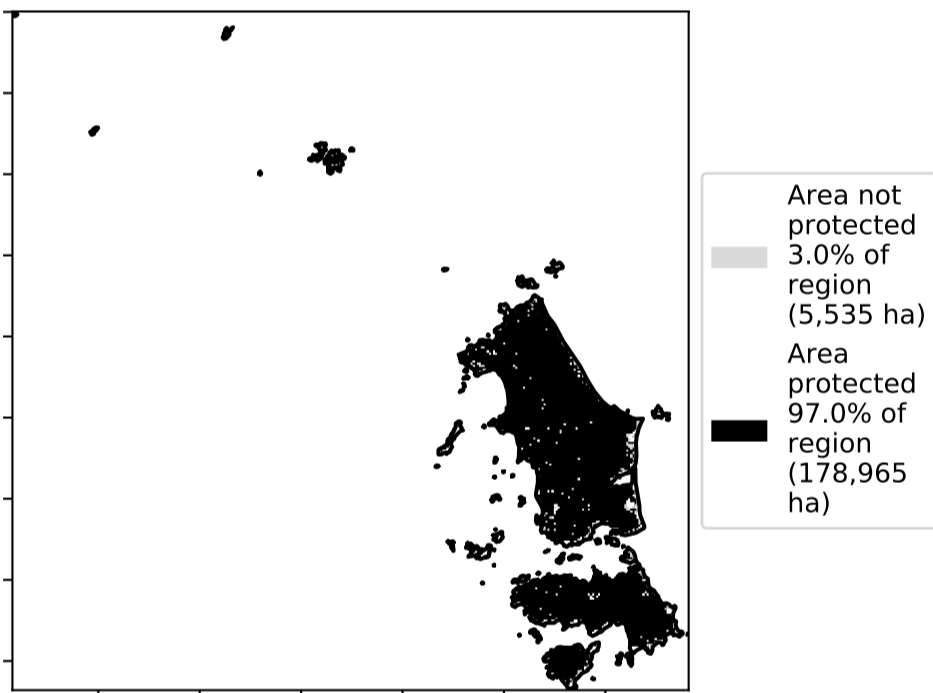 Area not
protected
3.0% of
region
(5,535 ha)
Area
protected
97.0% of
region
(178,965
ha)